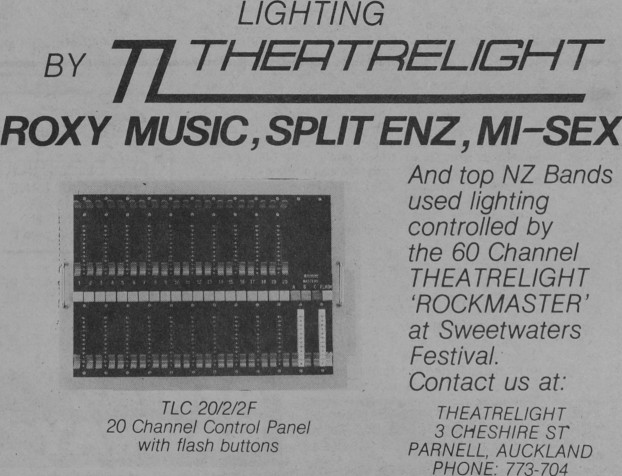 LIGHTING
BY TL THEATRELIGHT
ROXY MUSIC, SPLIT ENZ, MI-SEX
And top NZ Bands
used lighting
controlled by
the 60 Channel
THEATRELIGHT
'ROCKMASTER'
at Sweetwaters
Festival.
Contact us at:
TLC 20/2/2F
20 Channel Control Panel
with flash buttons
THEATRELIGHT
3 CHESHIRE ST
PARNELL, AUCKLAND
PHONE: 773-704